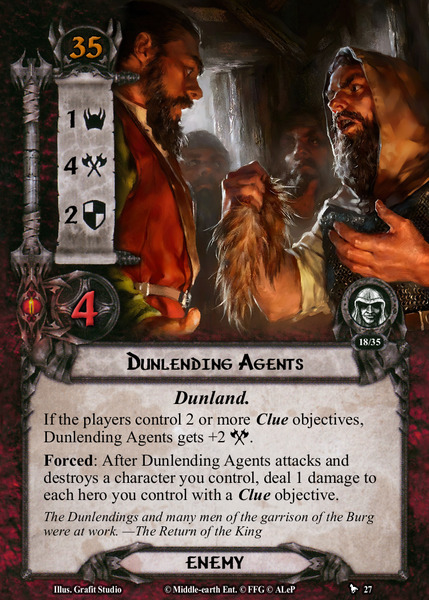 35
1
4
2
4
18/35
Dunlending Agents
Dunland.
If the players control 2 or more Clue objectives,
Dunlending Agents gets +2 .
Forced: After Dunlending Agents attacks and
destroys a character you control, deal 1 damage to
each hero you control with a Clue objective.
The Dunlendings and many men of the garrison of the Burg
were at work. —The Return of the King
ENEMY
Illus. Grafit Studio © Middle-earth Ent. © FFG © ALeP 27